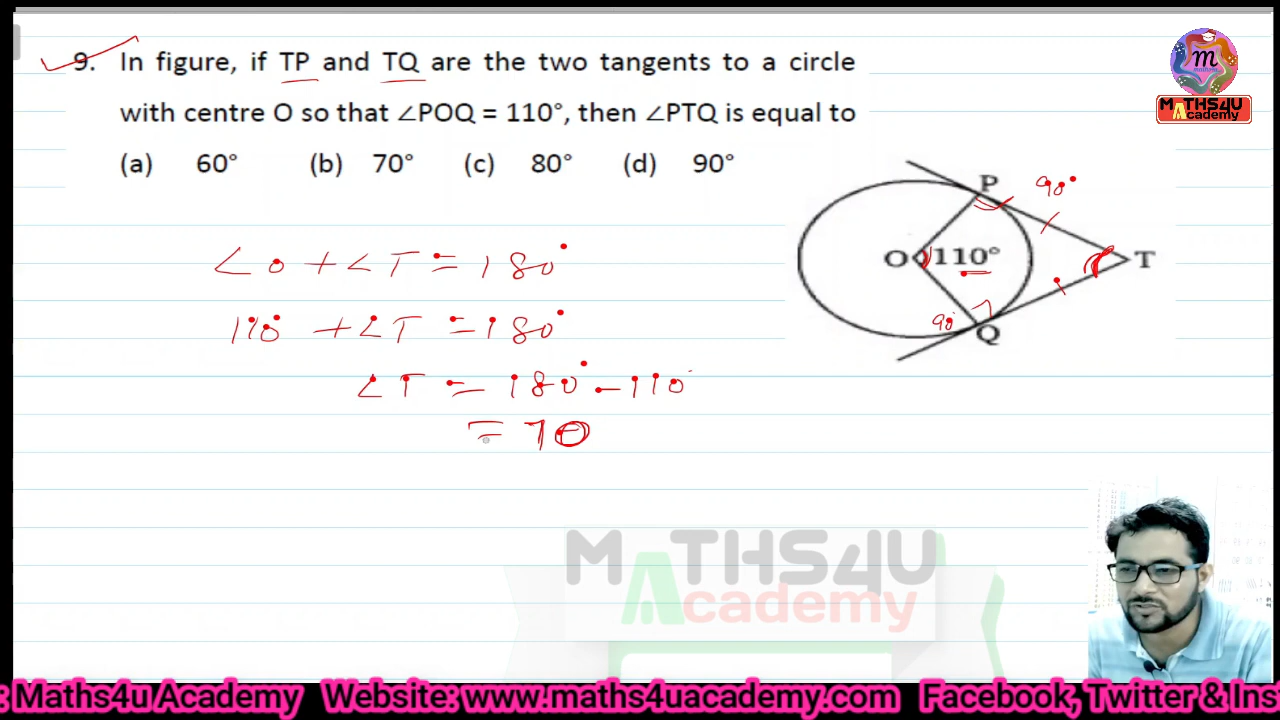 9. In figure, if TP and TQ are the two tangents to a circle
with centre O so that ∠POQ = 110°, then ∠PTQ is equal to
(a) 60° (b) 70° (c) 80° (d) 90°
m
MATHS4U
Academy
P 90°
O 110° T
90° Q
∠O + ∠T = 180°
110 + ∠T = 180°
∠T = 180° - 110
= 70
MATHS4U
Academy
: Maths4u Academy Website: www.maths4uacademy.com Facebook, Twitter & Inst